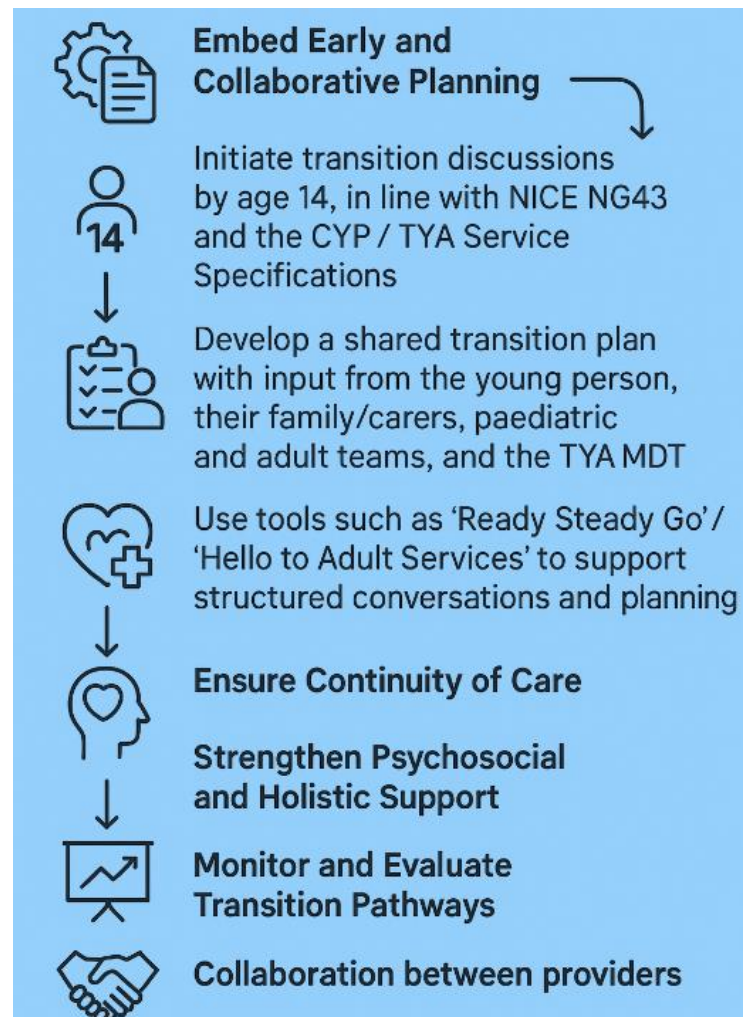 Embed Early and
Collaborative Planning
Initiate transition discussions
by age 14, in line with NICE NG43
and the CYP / TYA Service
Specifications
14
Develop a shared transition plan
with input from the young person,
their family/carers, paediatric
and adult teams, and the TYA MDT
Use tools such as ‘Ready Steady Go’/
‘Hello to Adult Services’ to support
structured conversations and planning
Ensure Continuity of Care
Strengthen Psychosocial
and Holistic Support
Monitor and Evaluate
Transition Pathways
Collaboration between providers